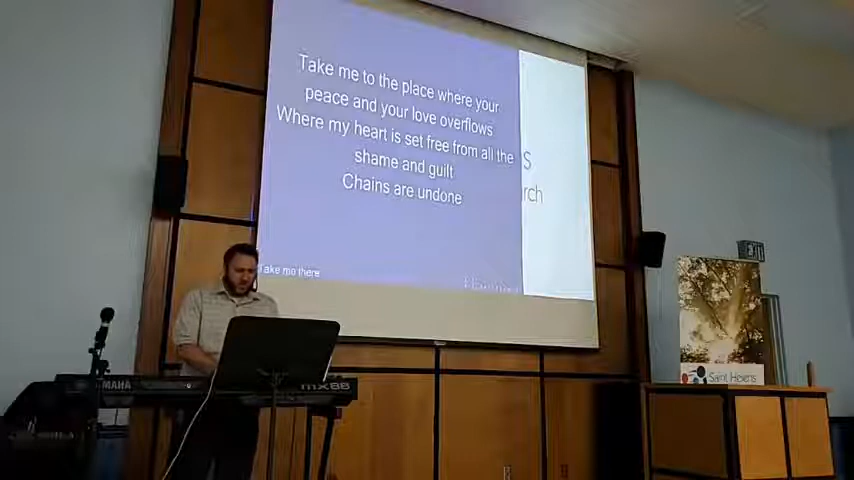 Take me to the place where your
peace and your love overflows
Where my heart is set free from all the
shame and guilt
Chains are undone
Take me there
S
rch
EXIT
Saint Helens
YAMAHA
mx88